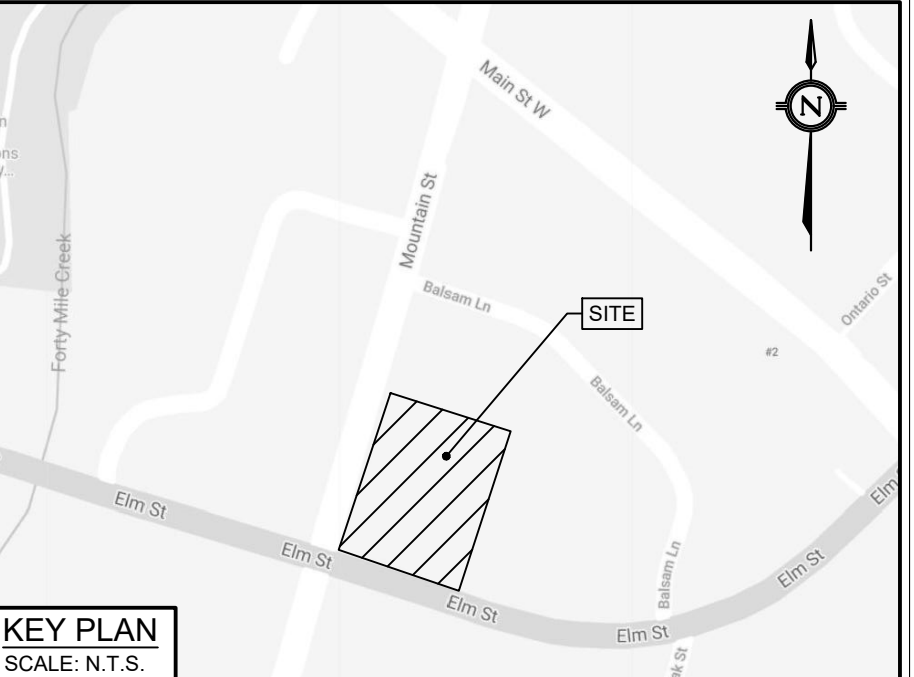 Main St W
N
Mountain St
Forty Mile Creek
Balsam Ln
Ontario St
SITE
#2
Balsam Ln
Elm St
Elm St
Elm St
Balsam Ln
Elm St
Elm St
Elm
KEY PLAN
SCALE: N.T.S.